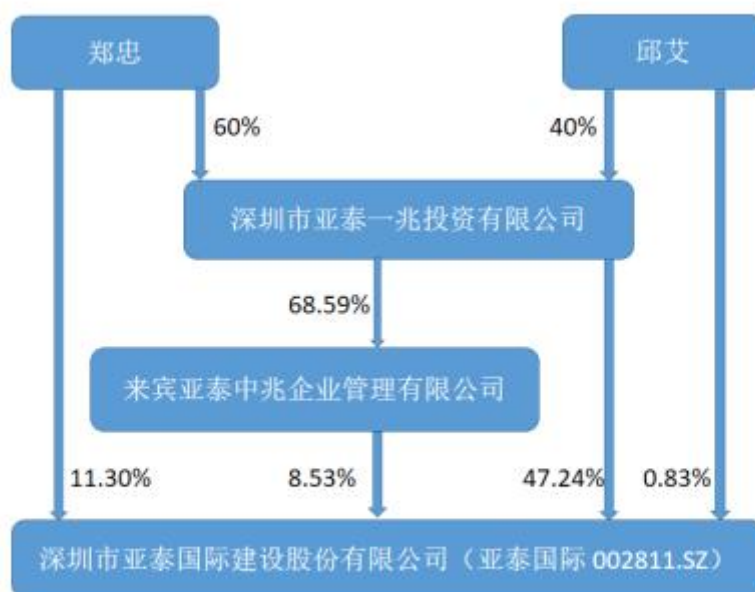 郑忠
邱艾
60%
40%
深圳市亚泰一兆投资有限公司
68.59%
来宾亚泰中兆企业管理有限公司
11.30%
8.53%
47.24%
0.83%
深圳市亚泰国际建设股份有限公司（亚泰国际 002811.SZ）